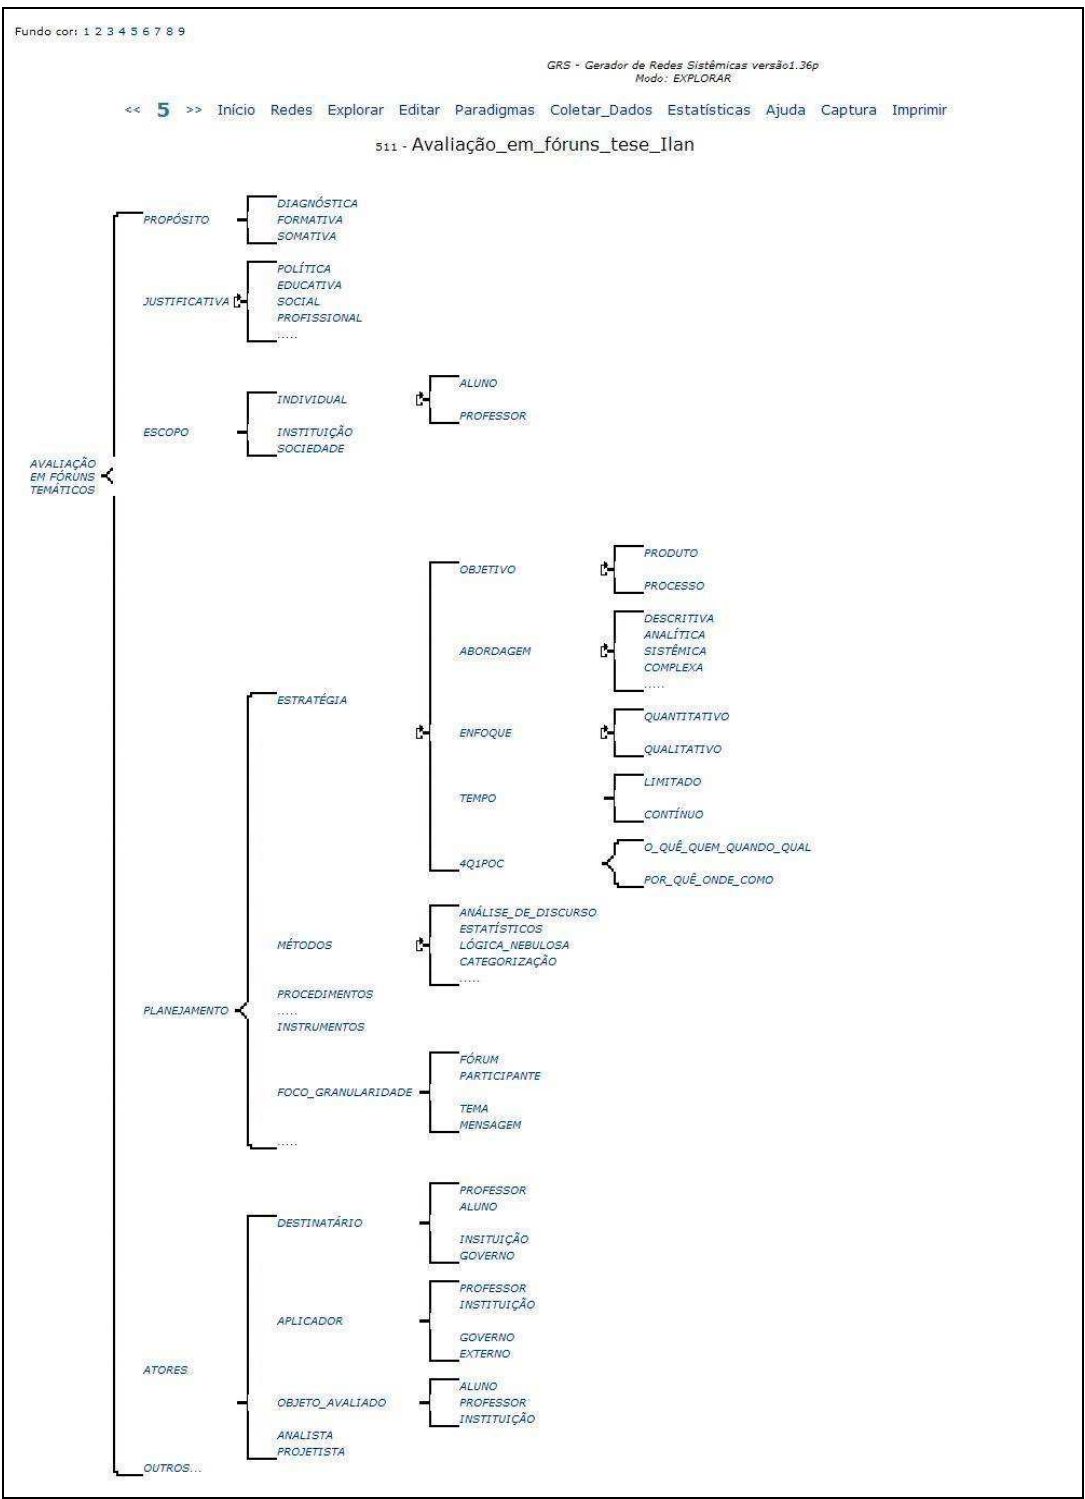 Fundo cor: 1 2 3 4 5 6 7 8 9
GRS - Gerador de Redes Sistêmicas versão1.36p
Modo: EXPLORAR
<< 5 >> Início Redes Explorar Editar Paradigmas Coletar_Dados Estatísticas Ajuda Captura Imprimir
511 - Avaliação_em_fóruns_tese_Ilan
AVALIAÇÃO
EM FÓRUNS
TEMÁTICOS
PROPÓSITO
DIAGNÓSTICA
FORMATIVA
SOMATIVA
JUSTIFICATIVA
POLÍTICA
EDUCATIVA
SOCIAL
PROFISSIONAL
.....
ESCOPO
INDIVIDUAL
ALUNO
PROFESSOR
INSTITUIÇÃO
SOCIEDADE
PLANEJAMENTO
ESTRATÉGIA
OBJETIVO
PRODUTO
PROCESSO
ABORDAGEM
DESCRITIVA
ANALÍTICA
SISTÊMICA
COMPLEXA
.....
ENFOQUE
QUANTITATIVO
QUALITATIVO
TEMPO
LIMITADO
CONTÍNUO
4Q1POC
O_QUÊ_QUEM_QUANDO_QUAL
POR_QUÊ_ONDE_COMO
MÉTODOS
ANÁLISE_DE_DISCURSO
ESTATÍSTICOS
LÓGICA_NEBULOSA
CATEGORIZAÇÃO
.....
PROCEDIMENTOS
.....
INSTRUMENTOS
FOCO_GRANULARIDADE
FÓRUM
PARTICIPANTE
TEMA
MENSAGEM
.....
ATORES
DESTINATÁRIO
PROFESSOR
ALUNO
INSITUIÇÃO
GOVERNO
APLICADOR
PROFESSOR
INSTITUIÇÃO
GOVERNO
EXTERNO
OBJETO_AVALIADO
ALUNO
PROFESSOR
INSTITUIÇÃO
ANALISTA
PROJETISTA
OUTROS...